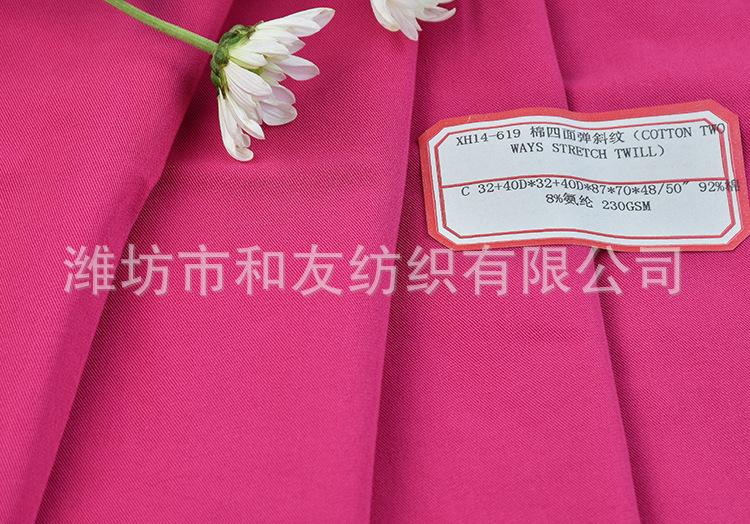 XH14-619 棉四面弹斜纹（COTTON TWO
WAYS STRETCH TWILL）
C 32+40D*32+40D*87*70*48/50" 92%棉
8%氨纶 230GSM
潍坊市和友纺织有限公司